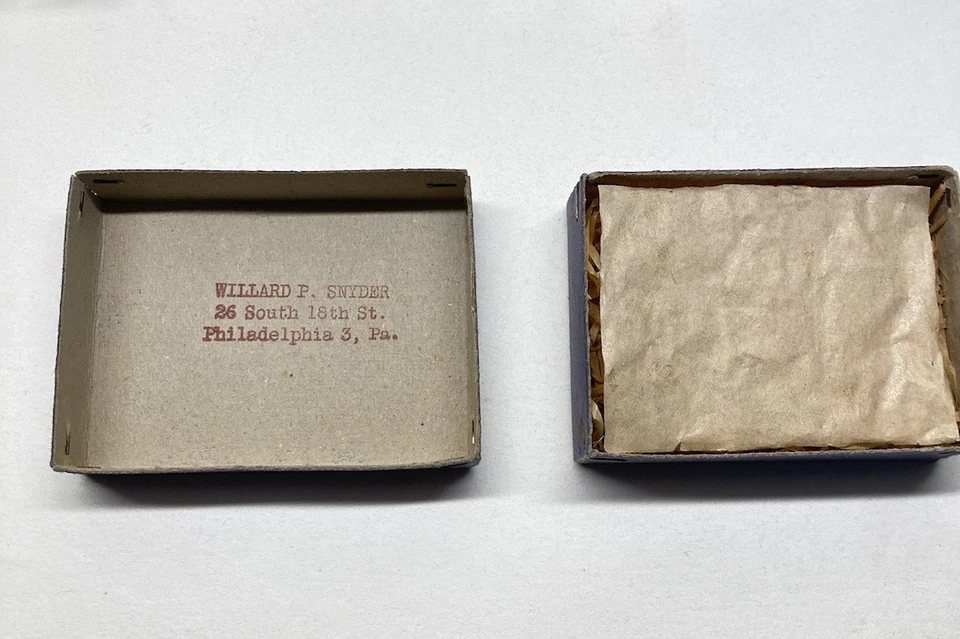 WILLARD P. SNYDER
26 South 18th St.
Philadelphia 3, Pa.